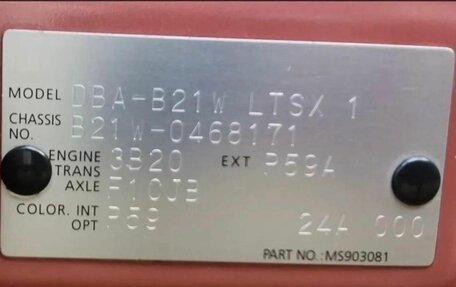 MODEL DBA-B21W LTSX 1
CHASSIS NO. B21W-0468171
ENGINE 3B20 EXT P59A
TRANS AXLE F1CJB
COLOR. INT OPT P59 24A 000
PART NO.:MS903081